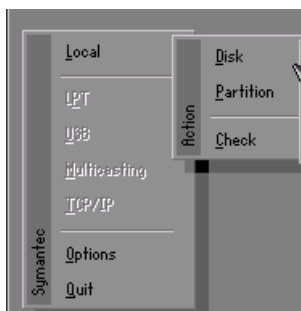 Local
LPT
USB
Multicasting
TCP/IP
Options
Quit
Symantec
Disk
Partition
Check
Action